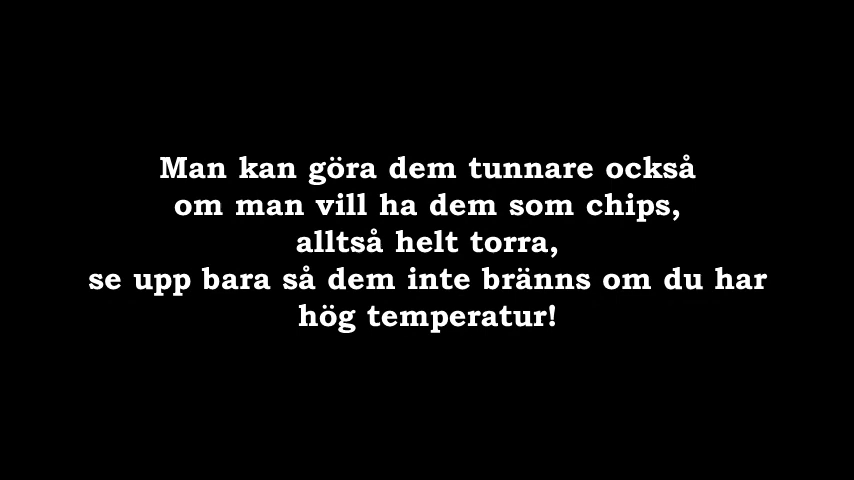 Man kan göra dem tunnare också
om man vill ha dem som chips,
alltså helt torra,
se upp bara så dem inte bränns om du har
hög temperatur!